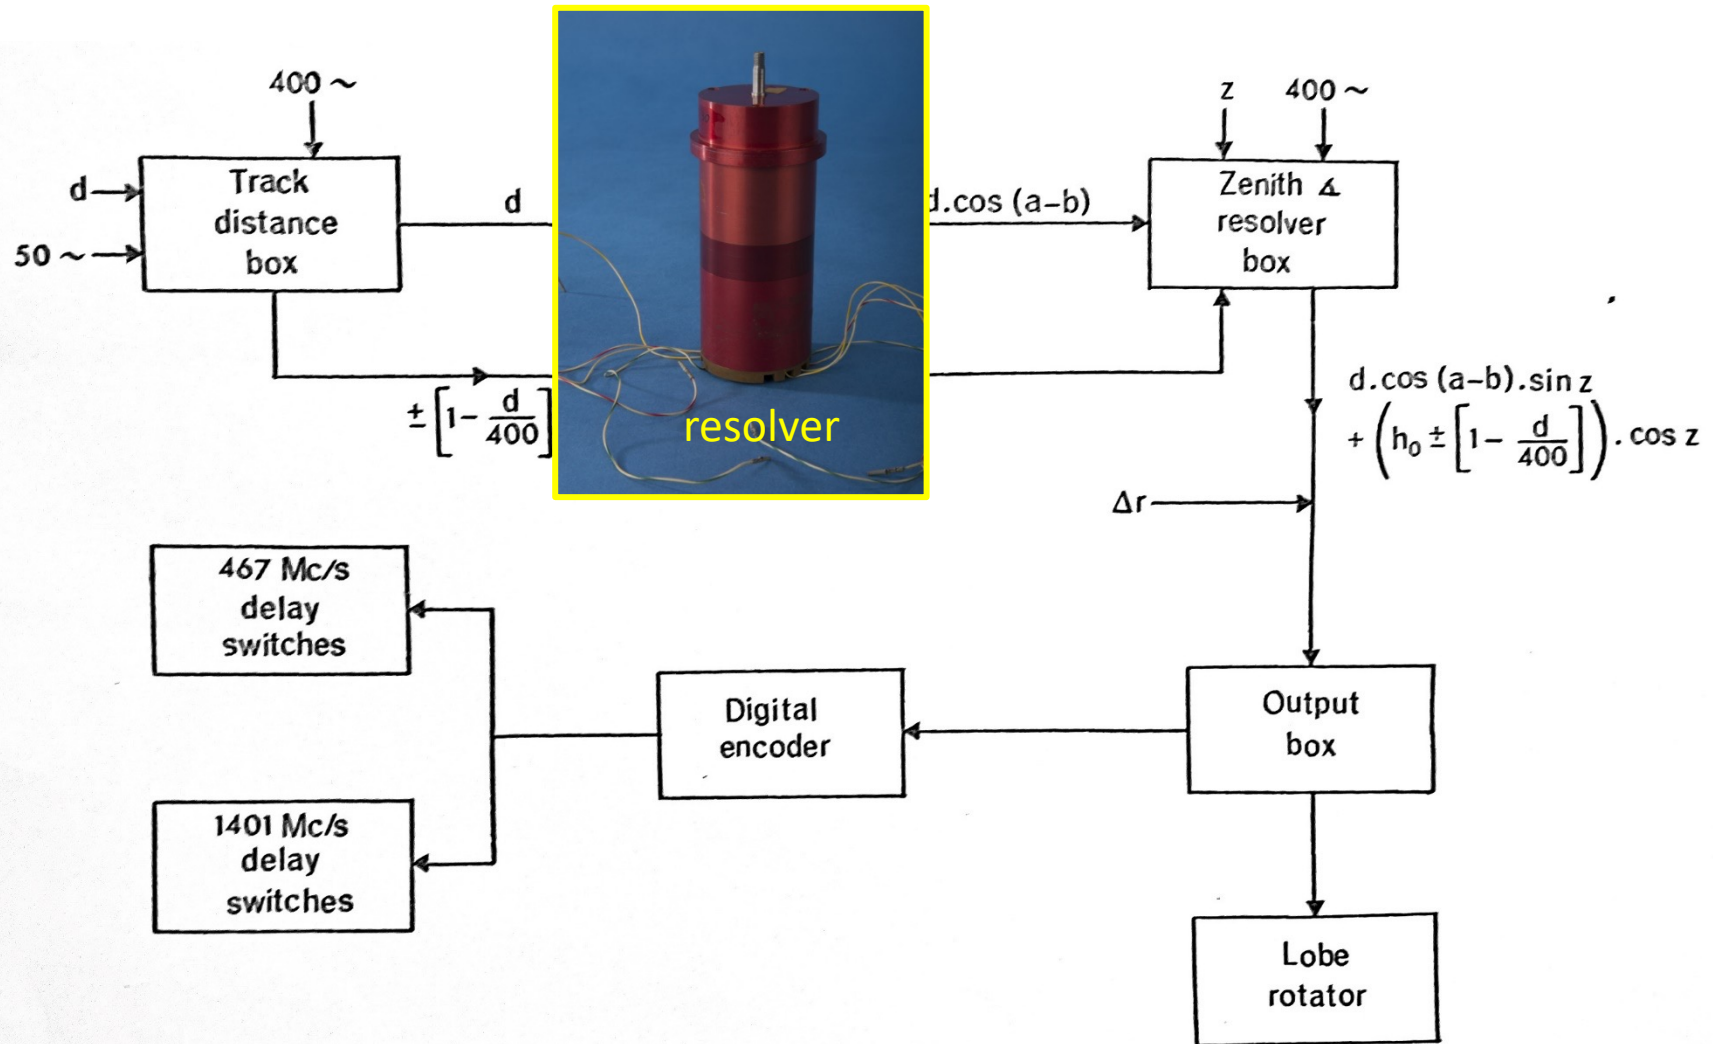 400 ~
d
50 ~
Track
distance
box
d
± [1- d/400]
resolver
d.cos (a-b)
z 400 ~
Zenith ∡
resolver
box
d.cos (a-b).sin z
+ (h₀ ± [1- d/400]) . cos z
Δr
467 Mc/s
delay
switches
1401 Mc/s
delay
switches
Digital
encoder
Output
box
Lobe
rotator